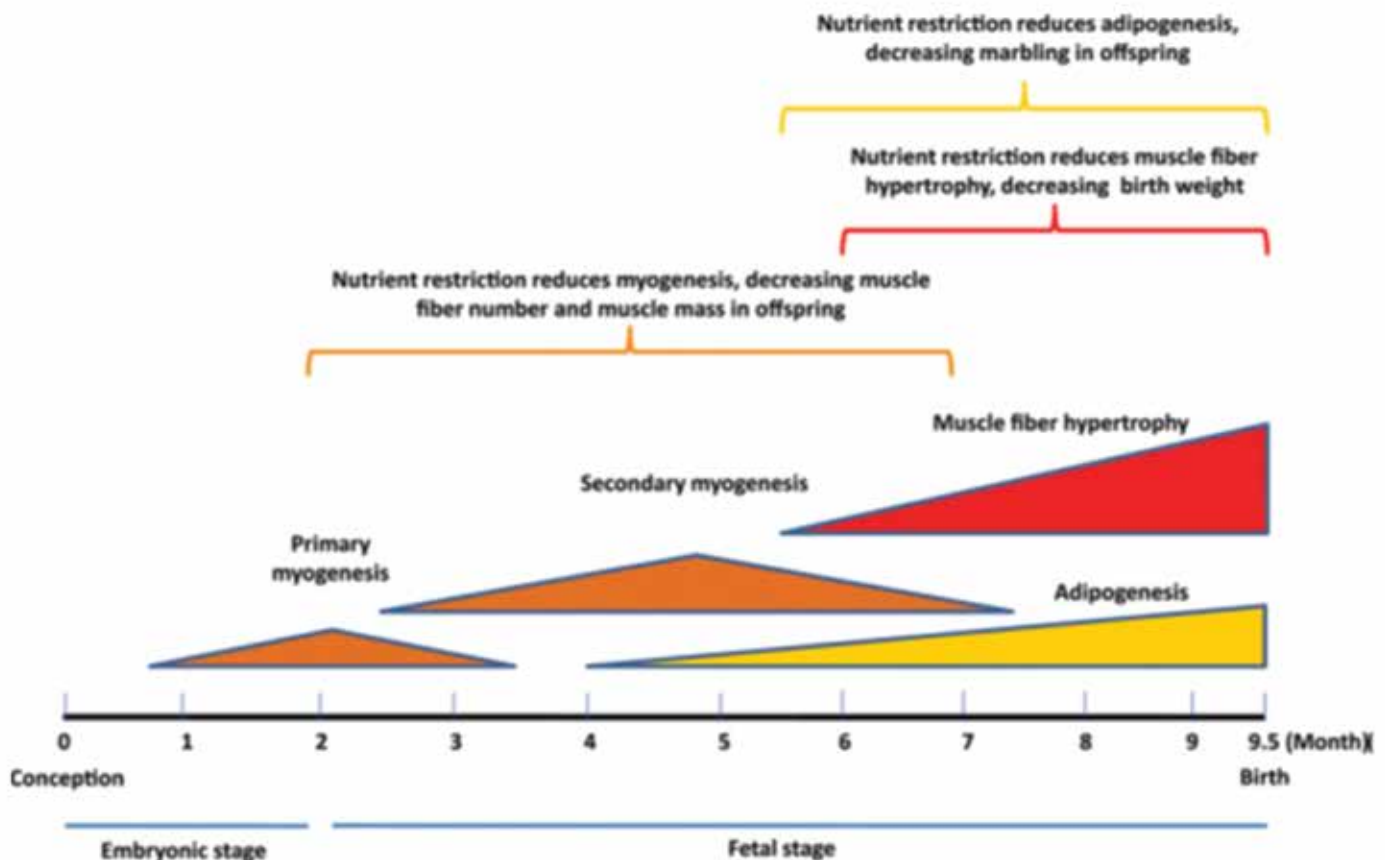 Nutrient restriction reduces adipogenesis,
decreasing marbling in offspring
Nutrient restriction reduces muscle fiber
hypertrophy, decreasing birth weight
Nutrient restriction reduces myogenesis, decreasing muscle
fiber number and muscle mass in offspring
Muscle fiber hypertrophy
Secondary myogenesis
Primary
myogenesis
Adipogenesis
0 1 2 3 4 5 6 7 8 9 9.5 (Month)(
Conception Birth
Embryonic stage Fetal stage